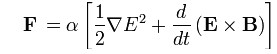 F = α [ 1/2 ∇E² + d/dt (E × B) ]